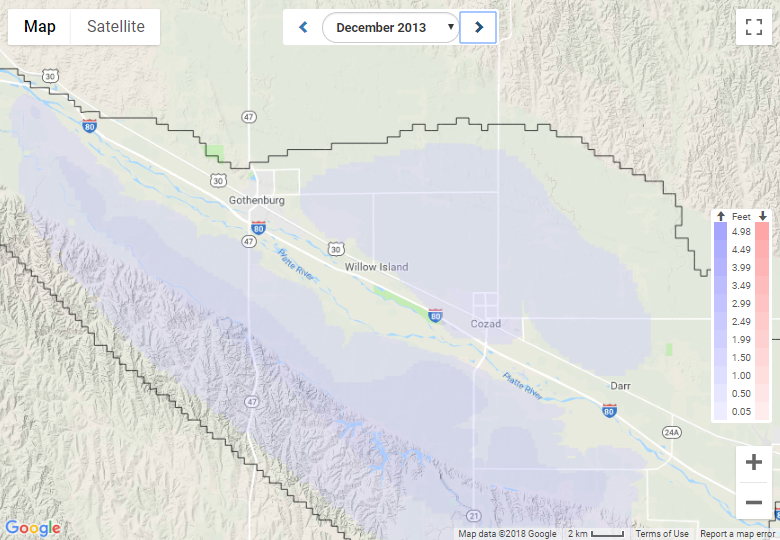 Map Satellite
December 2013
30
80
47
30
Gothenburg
80
47
30
Platte River
Willow Island
80
Cozad
Platte River
Darr
80
47
24A
21
Feet
4.98
4.49
3.99
3.49
2.99
2.49
1.99
1.50
1.00
0.50
0.05
Google
Map data ©2018 Google 2 km Terms of Use Report a map error